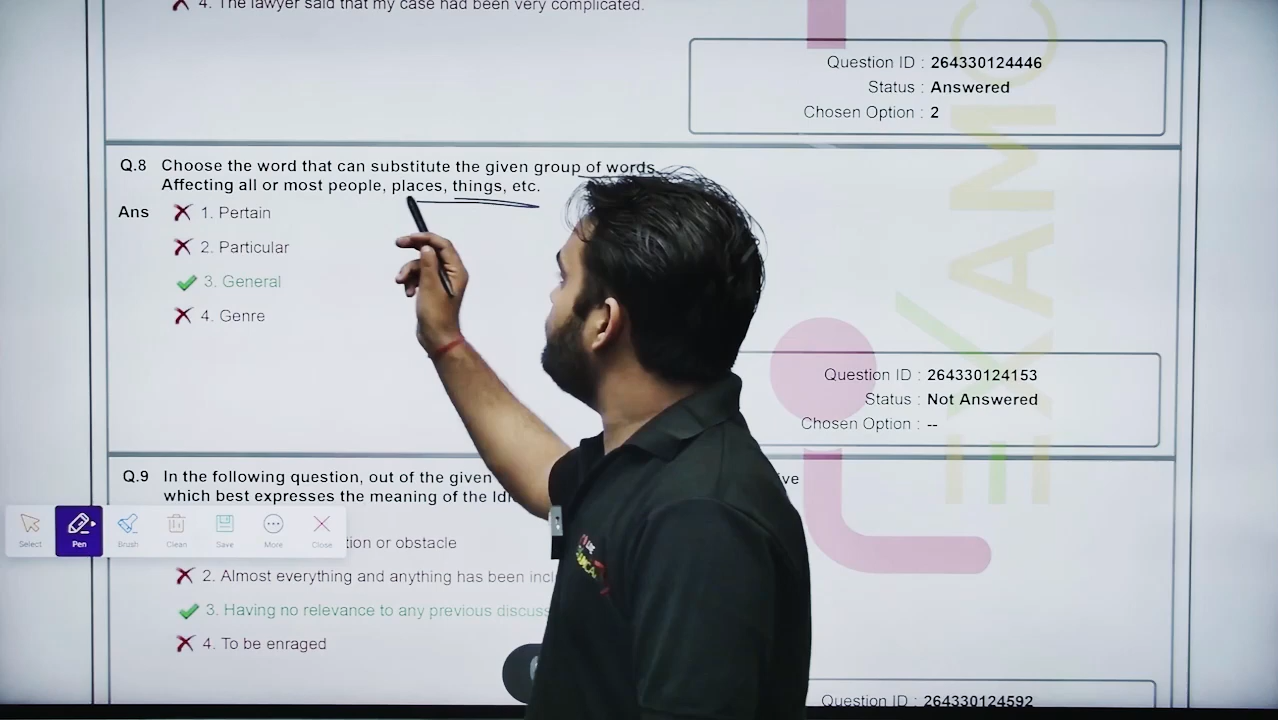 4. The lawyer said that my case had been very complicated.
Question ID : 264330124446
Status : Answered
Chosen Option : 2
Q.8 Choose the word that can substitute the given group of words.
Affecting all or most people, places, things, etc.
Ans 1. Pertain
2. Particular
3. General
4. Genre
Question ID : 264330124153
Status : Not Answered
Chosen Option : --
Q.9 In the following question, out of the given
which best expresses the meaning of the
tion or obstacle
2. Almost everything and anything has been
3. Having no relevance to any previous
4. To be enraged
Question ID : 264330124592
Select
Pen
Brush
Clean
Save
More
Close
EXAMC